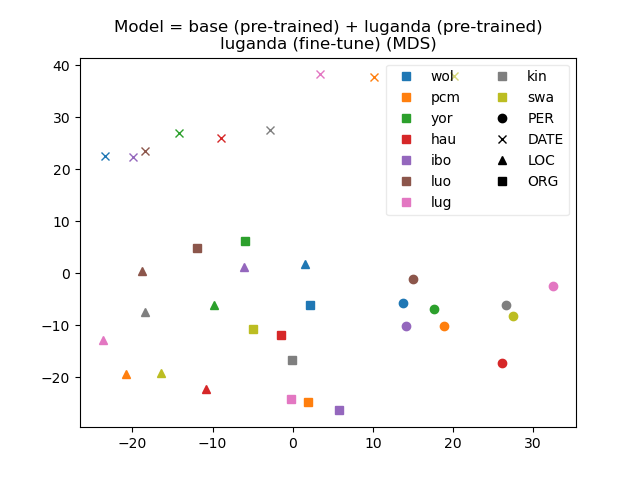 Model = base (pre-trained) + luganda (pre-trained)
luganda (fine-tune) (MDS)
40
30
20
10
0
−10
−20
−20
−10
0
10
20
30
wol
pcm
yor
hau
ibo
luo
lug
kin
swa
PER
DATE
LOC
ORG